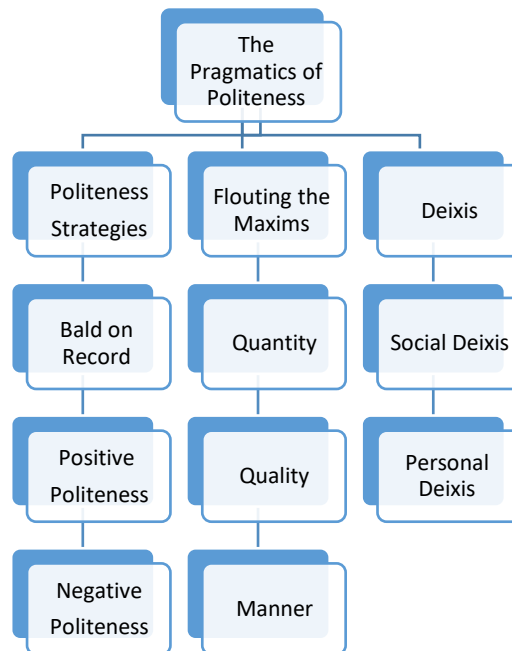 The
Pragmatics of
Politeness
Politeness
Strategies
Flouting the
Maxims
Deixis
Bald on
Record
Quantity
Social Deixis
Positive
Politeness
Quality
Personal
Deixis
Negative
Politeness
Manner